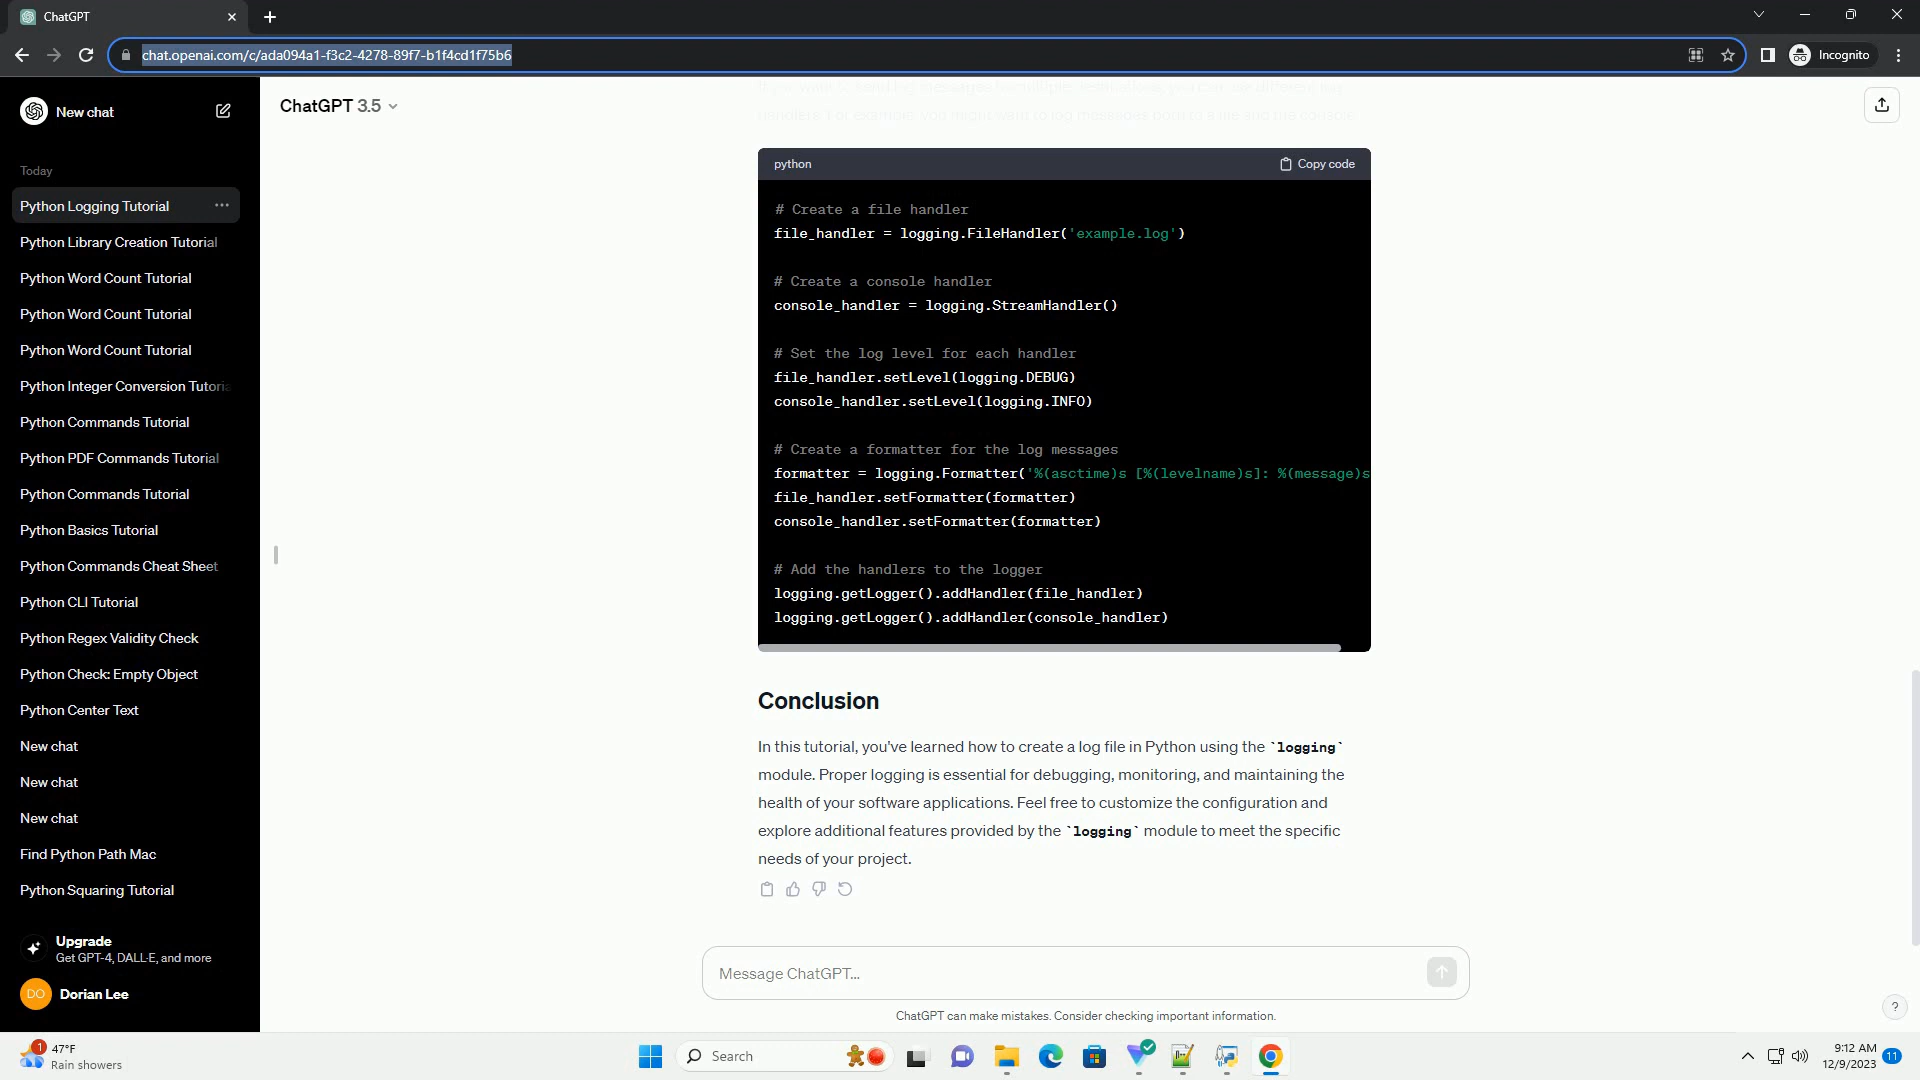 ChatGPT
chat.openai.com/c/ada094a1-f3c2-4278-89f7-b1f4cd1f75b6
Incognito
New chat
Today
Python Logging Tutorial
Python Library Creation Tutorial
Python Word Count Tutorial
Python Word Count Tutorial
Python Word Count Tutorial
Python Integer Conversion Tutoria
Python Commands Tutorial
Python PDF Commands Tutorial
Python Commands Tutorial
Python Basics Tutorial
Python Commands Cheat Sheet
Python CLI Tutorial
Python Regex Validity Check
Python Check: Empty Object
Python Center Text
New chat
New chat
New chat
Find Python Path Mac
Python Squaring Tutorial
Upgrade
Get GPT-4, DALL·E, and more
DO Dorian Lee
ChatGPT 3.5
python
Copy code
# Create a file handler
file_handler = logging.FileHandler('example.log')
# Create a console handler
console_handler = logging.StreamHandler()
# Set the log level for each handler
file_handler.setLevel(logging.DEBUG)
console_handler.setLevel(logging.INFO)
# Create a formatter for the log messages
formatter = logging.Formatter('%(asctime)s [%(levelname)s]: %(message)s
file_handler.setFormatter(formatter)
console_handler.setFormatter(formatter)
# Add the handlers to the logger
logging.getLogger().addHandler(file_handler)
logging.getLogger().addHandler(console_handler)
Conclusion
In this tutorial, you've learned how to create a log file in Python using the `logging`
module. Proper logging is essential for debugging, monitoring, and maintaining the
health of your software applications. Feel free to customize the configuration and
explore additional features provided by the `logging` module to meet the specific
needs of your project.
Message ChatGPT...
ChatGPT can make mistakes. Consider checking important information.
?
1
47°F
Rain showers
Search
9:12 AM
12/9/2023
11